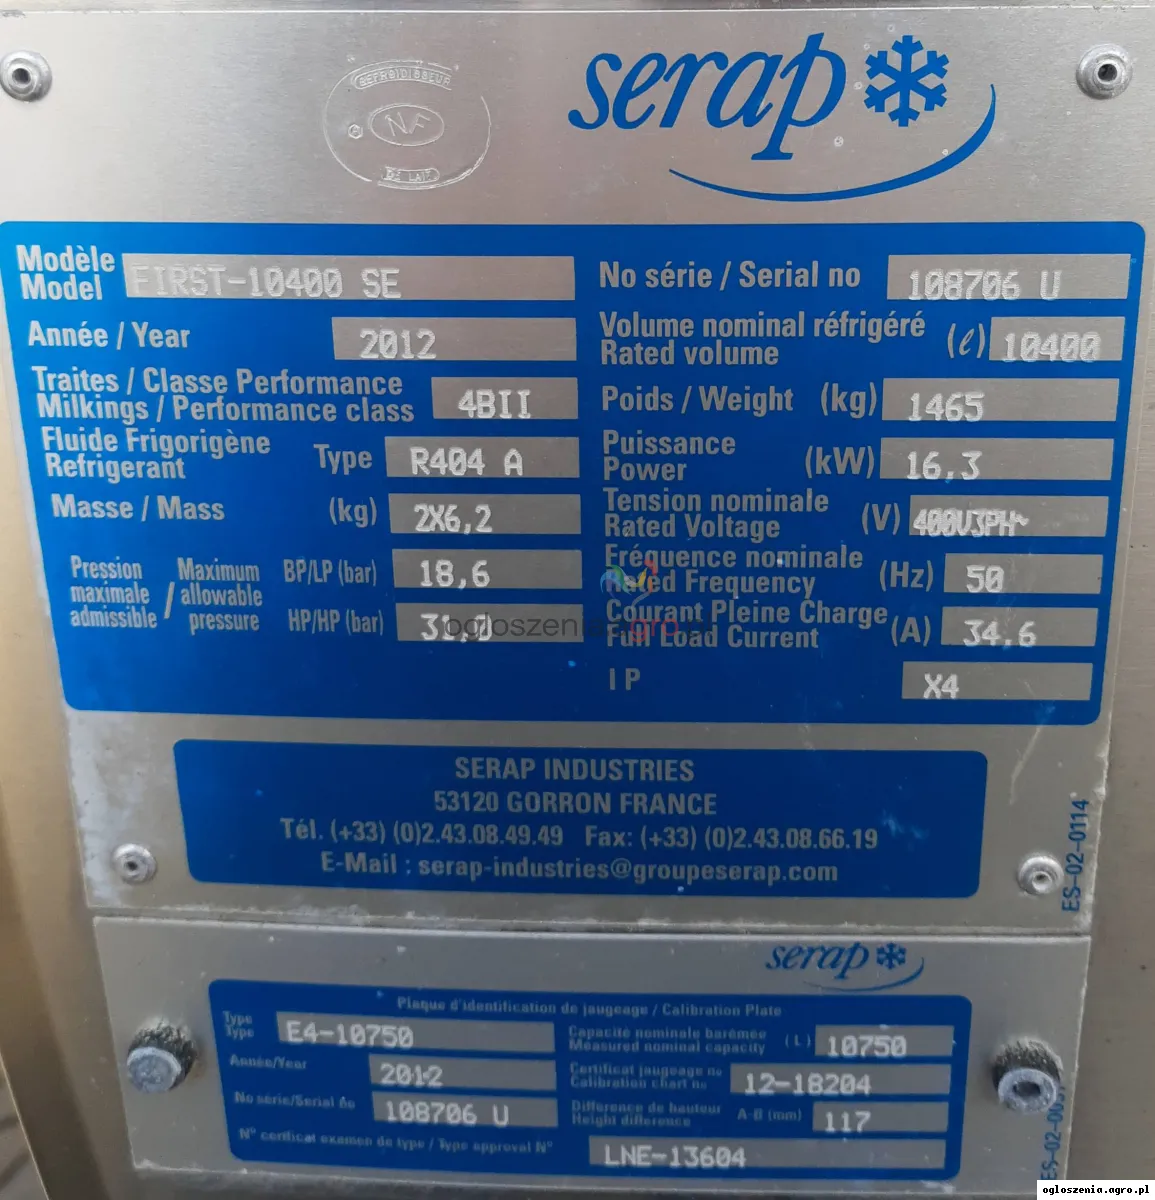 REFROIDISSEUR
NF
DE LAIT
serap
Modèle
Model
FIRST-10400 SE
No série / Serial no
108706 U
Année / Year
2012
Volume nominal réfrigéré
Rated volume
(ℓ)
10400
Traites / Classe Performance
Milkings / Performance class
4BII
Poids / Weight (kg)
1465
Fluide Frigorigène
Refrigerant
Type
R404 A
Puissance
Power
(kW)
16,3
Masse / Mass (kg)
2X6,2
Tension nominale
Rated Voltage
(V)
400V3PH~
Pression
maximale
admissible
/
Maximum
allowable
pressure
BP/LP (bar)
18,6
HP/HP (bar)
31,0
Fréquence nominale
Rated Frequency
(Hz)
50
Courant Pleine Charge
Full Load Current
(A)
34.6
IP
X4
SERAP INDUSTRIES
53120 GORRON FRANCE
Tél. (+33) (0)2.43.08.49.49 Fax: (+33) (0)2.43.08.66.19
E-Mail : serap-industries@groupeserap.com
ES-02-0114
serap
Plaque d'identification de jaugeage / Calibration Plate
Type
Type
E4-10750
Capacité nominale barémée
Measured nominal capacity
(L)
10750
Année/Year
2012
Certificat jaugeage no
Calibration chart no
12-18204
No série/Serial no
108706 U
Différence de hauteur
Height difference
A-B (mm)
117
N° certificat examen de type / Type approval N°
LNE-13604
ogloszenia.agro.pl